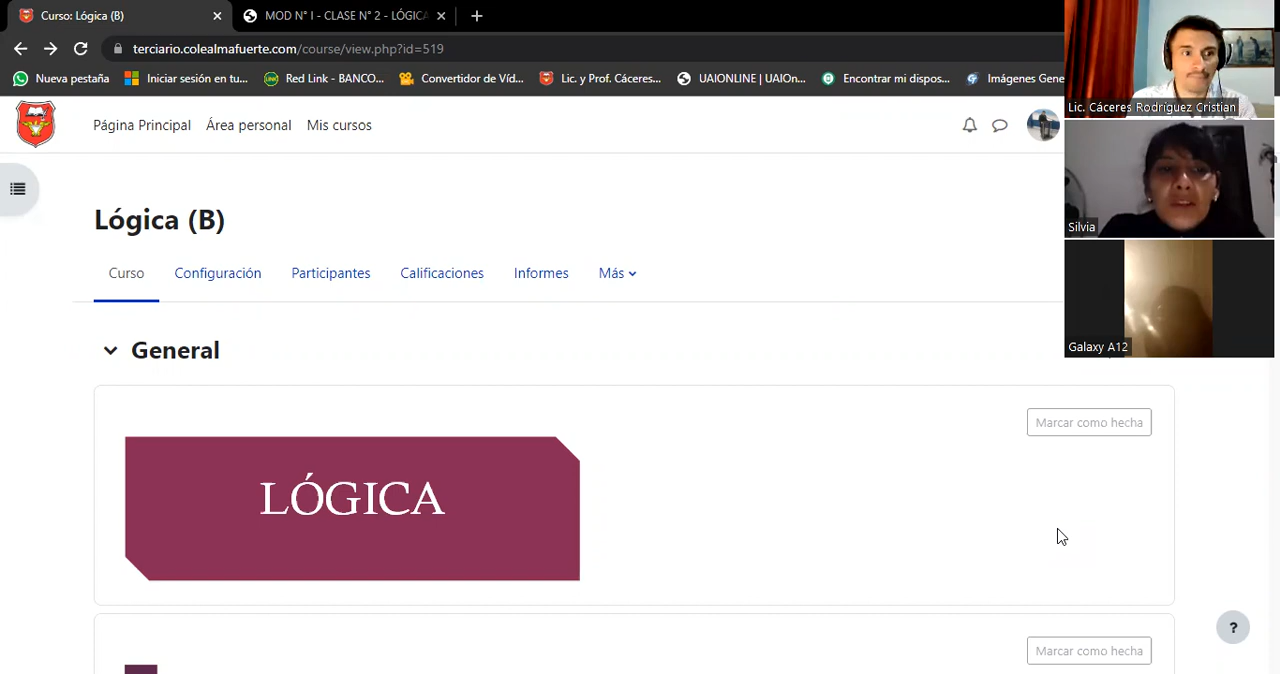 Curso: Lógica (B)
MOD N° I - CLASE N° 2 - LÓGICA
terciario.colealmafuerte.com/course/view.php?id=519
Nueva pestaña
Iniciar sesión en tu...
Red Link - BANCO...
Convertidor de Víd...
Lic. y Prof. Cáceres...
UAIONLINE | UAIOn...
Encontrar mi dispos...
Imágenes Gene
Lic. Cáceres Rodríguez Cristian
Página Principal
Área personal
Mis cursos
Silvia
Lógica (B)
Curso
Configuración
Participantes
Calificaciones
Informes
Más
Galaxy A12
General
Marcar como hecha
LÓGICA
Marcar como hecha
?